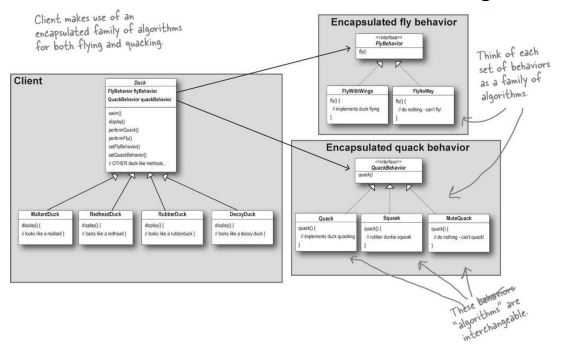 Client makes use of an
encapsulated family of algorithms
for both flying and quacking.
Encapsulated fly behavior
<<interface>>
FlyBehavior
fly()
FlyWithWings
fly() {
// implements duck flying
}
FlyNoWay
fly() {
// do nothing - can't fly!
}
Think of each
set of behaviors
as a family of
algorithms.
Client
Duck
FlyBehavior flyBehavior
QuackBehavior quackBehavior
swim()
display()
performQuack()
performFly()
setFlyBehavior()
setQuackBehavior()
// OTHER duck-like methods...
MallardDuck
display() {
// looks like a mallard }
RedheadDuck
display() {
// looks like a redhead }
RubberDuck
display() {
// looks like a rubberduck }
DecoyDuck
display() {
// looks like a decoy duck }
Encapsulated quack behavior
<<interface>>
QuackBehavior
quack()
Quack
quack() {
// implements duck quacking
}
Squeak
quack() {
// rubber duckie squeak
}
MuteQuack
quack() {
// do nothing - can't quack!
}
These behaviors
"algorithms" are
interchangeable.